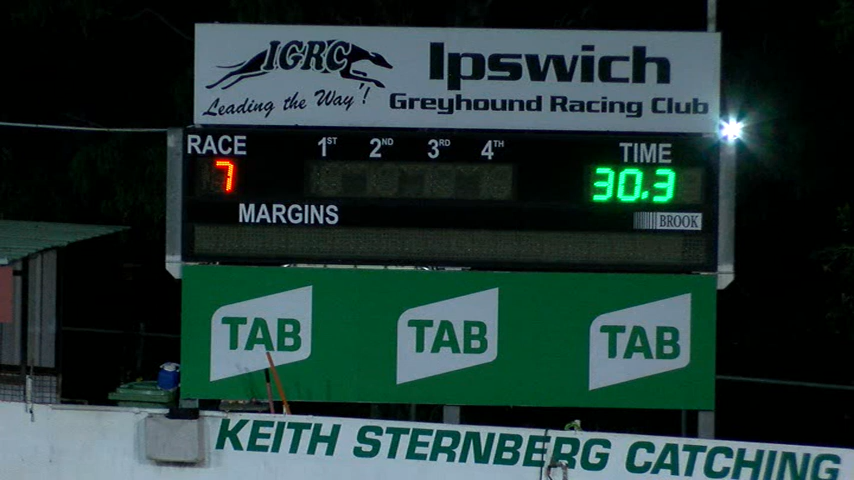 IGRC
Leading the Way'!
Ipswich
Greyhound Racing Club
RACE 1ST 2ND 3RD 4TH TIME
7 30.3
MARGINS BROOK
TAB TAB TAB
KEITH STERNBERG CATCHING